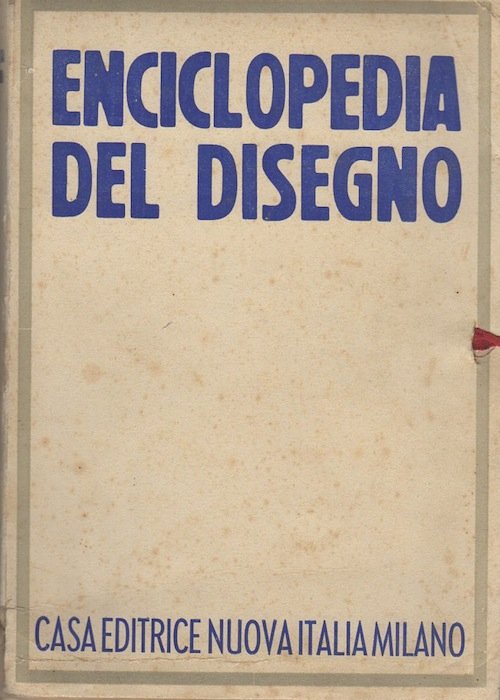 ENCICLOPEDIA
DEL DISEGNO
CASA EDITRICE NUOVA ITALIA MILANO